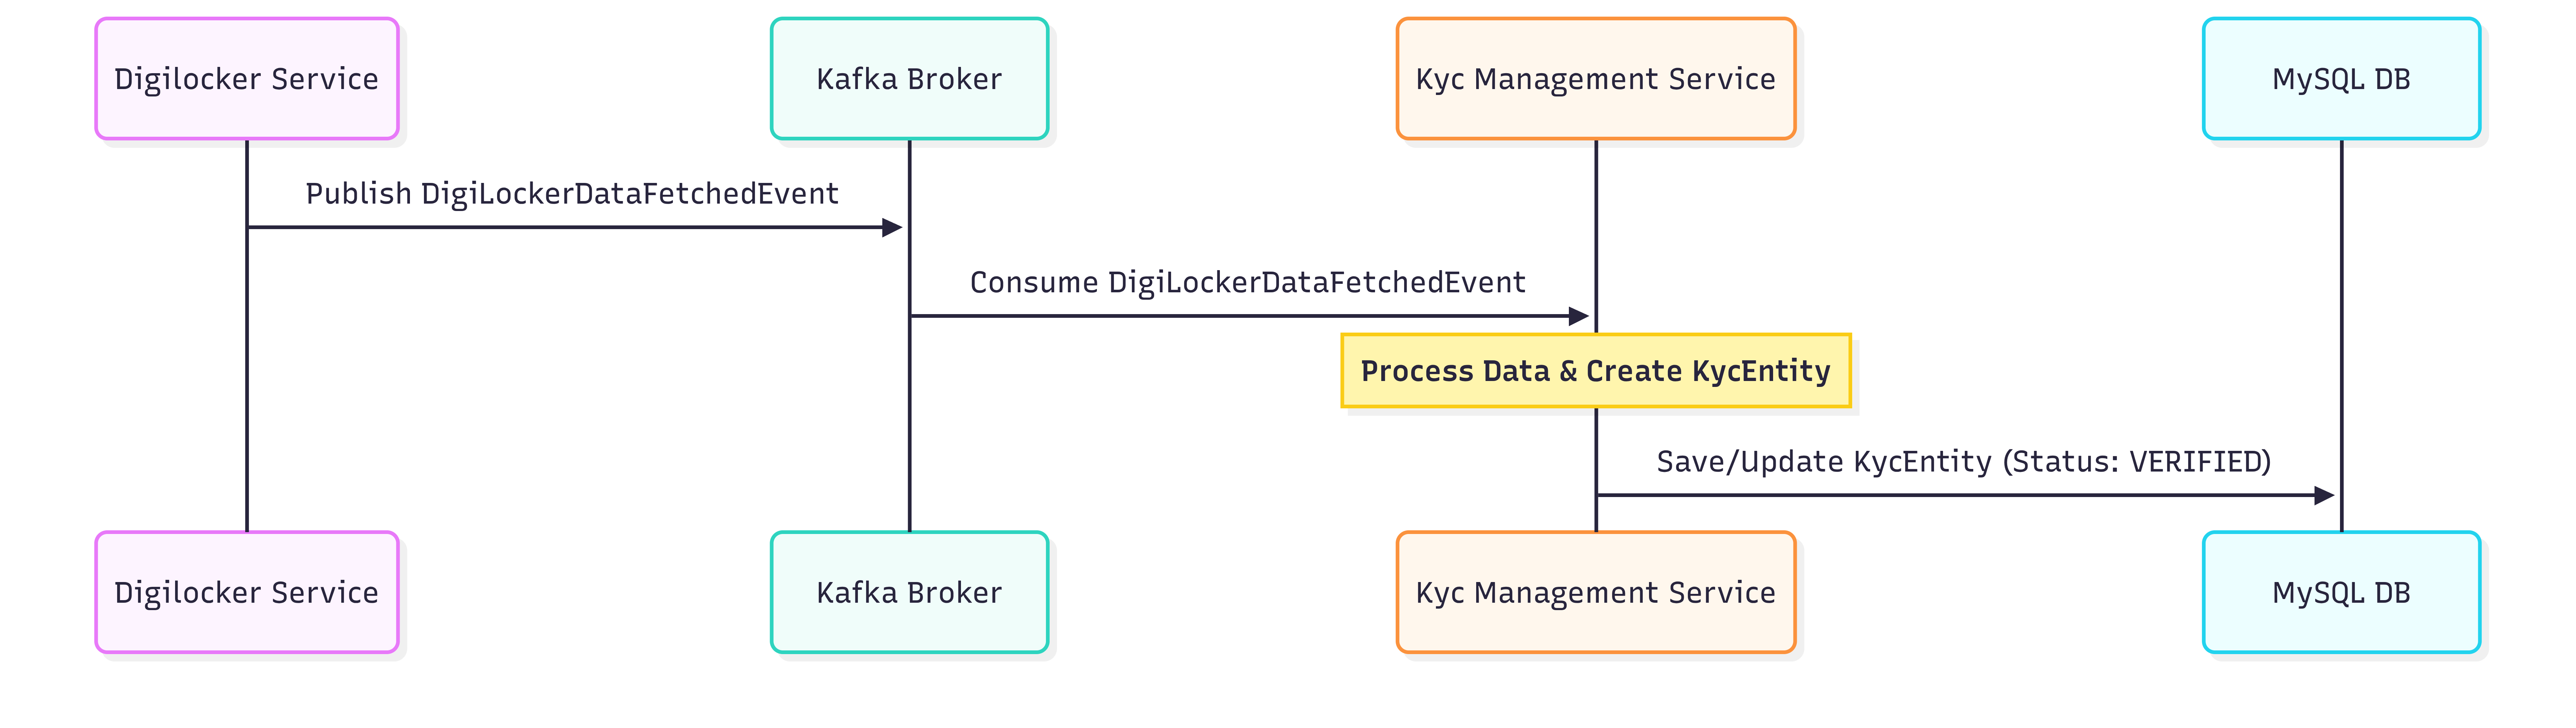 Digilocker Service
Kafka Broker
Kyc Management Service
MySQL DB
Publish DigiLockerDataFetchedEvent
Consume DigiLockerDataFetchedEvent
Process Data & Create KycEntity
Save/Update KycEntity (Status: VERIFIED)
Digilocker Service
Kafka Broker
Kyc Management Service
MySQL DB